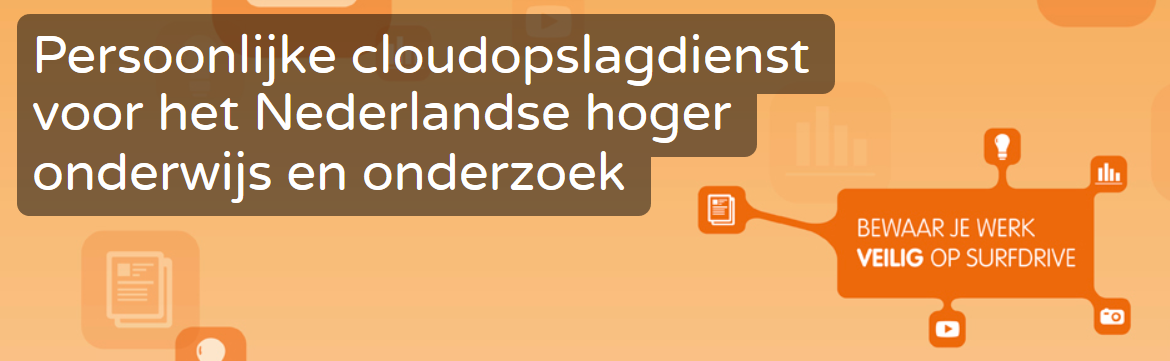 Persoonlijke cloudopslagdienst
voor het Nederlandse hoger
onderwijs en onderzoek
BEWAAR JE WERK
VEILIG OP SURFDRIVE